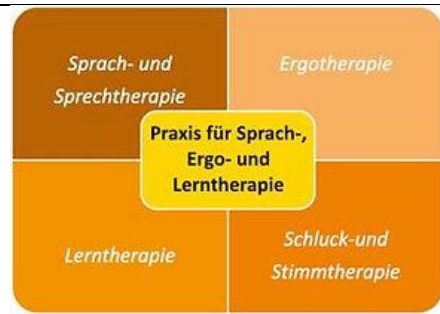 Sprach- und
Sprechtherapie
Ergotherapie
Praxis für Sprach-,
Ergo- und
Lerntherapie
Lerntherapie
Schluck-und
Stimmtherapie